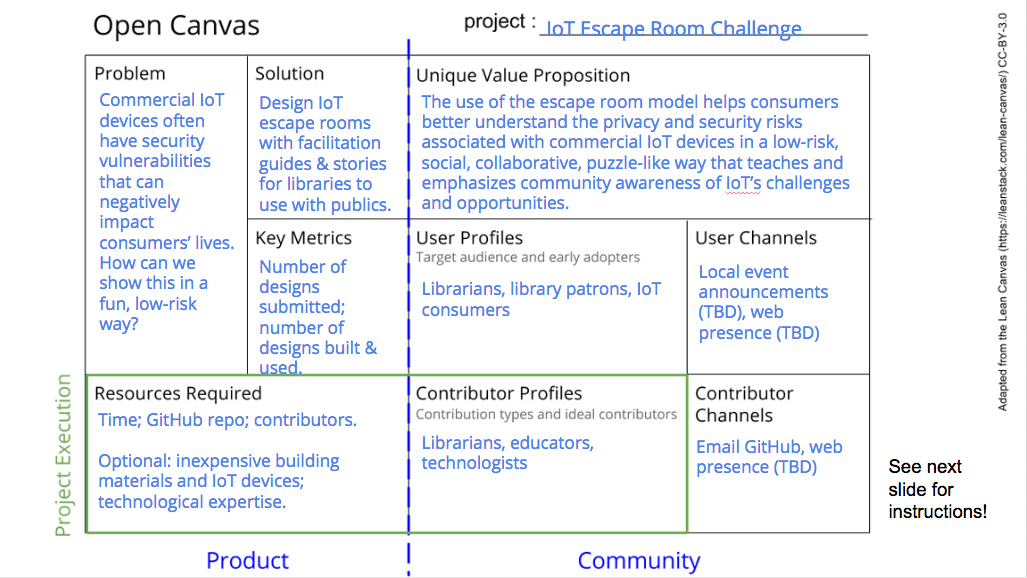 Open Canvas
project : IoT Escape Room Challenge
Problem
Commercial IoT
devices often
have security
vulnerabilities
that can
negatively
impact
consumers’ lives.
How can we
show this in a
fun, low-risk
way?
Solution
Design IoT
escape rooms
with facilitation
guides & stories
for libraries to
use with publics.
Unique Value Proposition
The use of the escape room model helps consumers
better understand the privacy and security risks
associated with commercial IoT devices in a low-risk,
social, collaborative, puzzle-like way that teaches and
emphasizes community awareness of IoT’s challenges
and opportunities.
Key Metrics
Number of
designs
submitted;
number of
designs built &
used.
User Profiles
Target audience and early adopters
Librarians, library patrons, IoT
consumers
User Channels
Local event
announcements
(TBD), web
presence (TBD)
Resources Required
Time; GitHub repo; contributors.
Optional: inexpensive building
materials and IoT devices;
technological expertise.
Contributor Profiles
Contribution types and ideal contributors
Librarians, educators,
technologists
Contributor
Channels
Email GitHub, web
presence (TBD)
Project Execution
Product
Community
See next
slide for
instructions!
Adapted from the Lean Canvas (https://leanstack.com/lean-canvas/) CC-BY-3.0